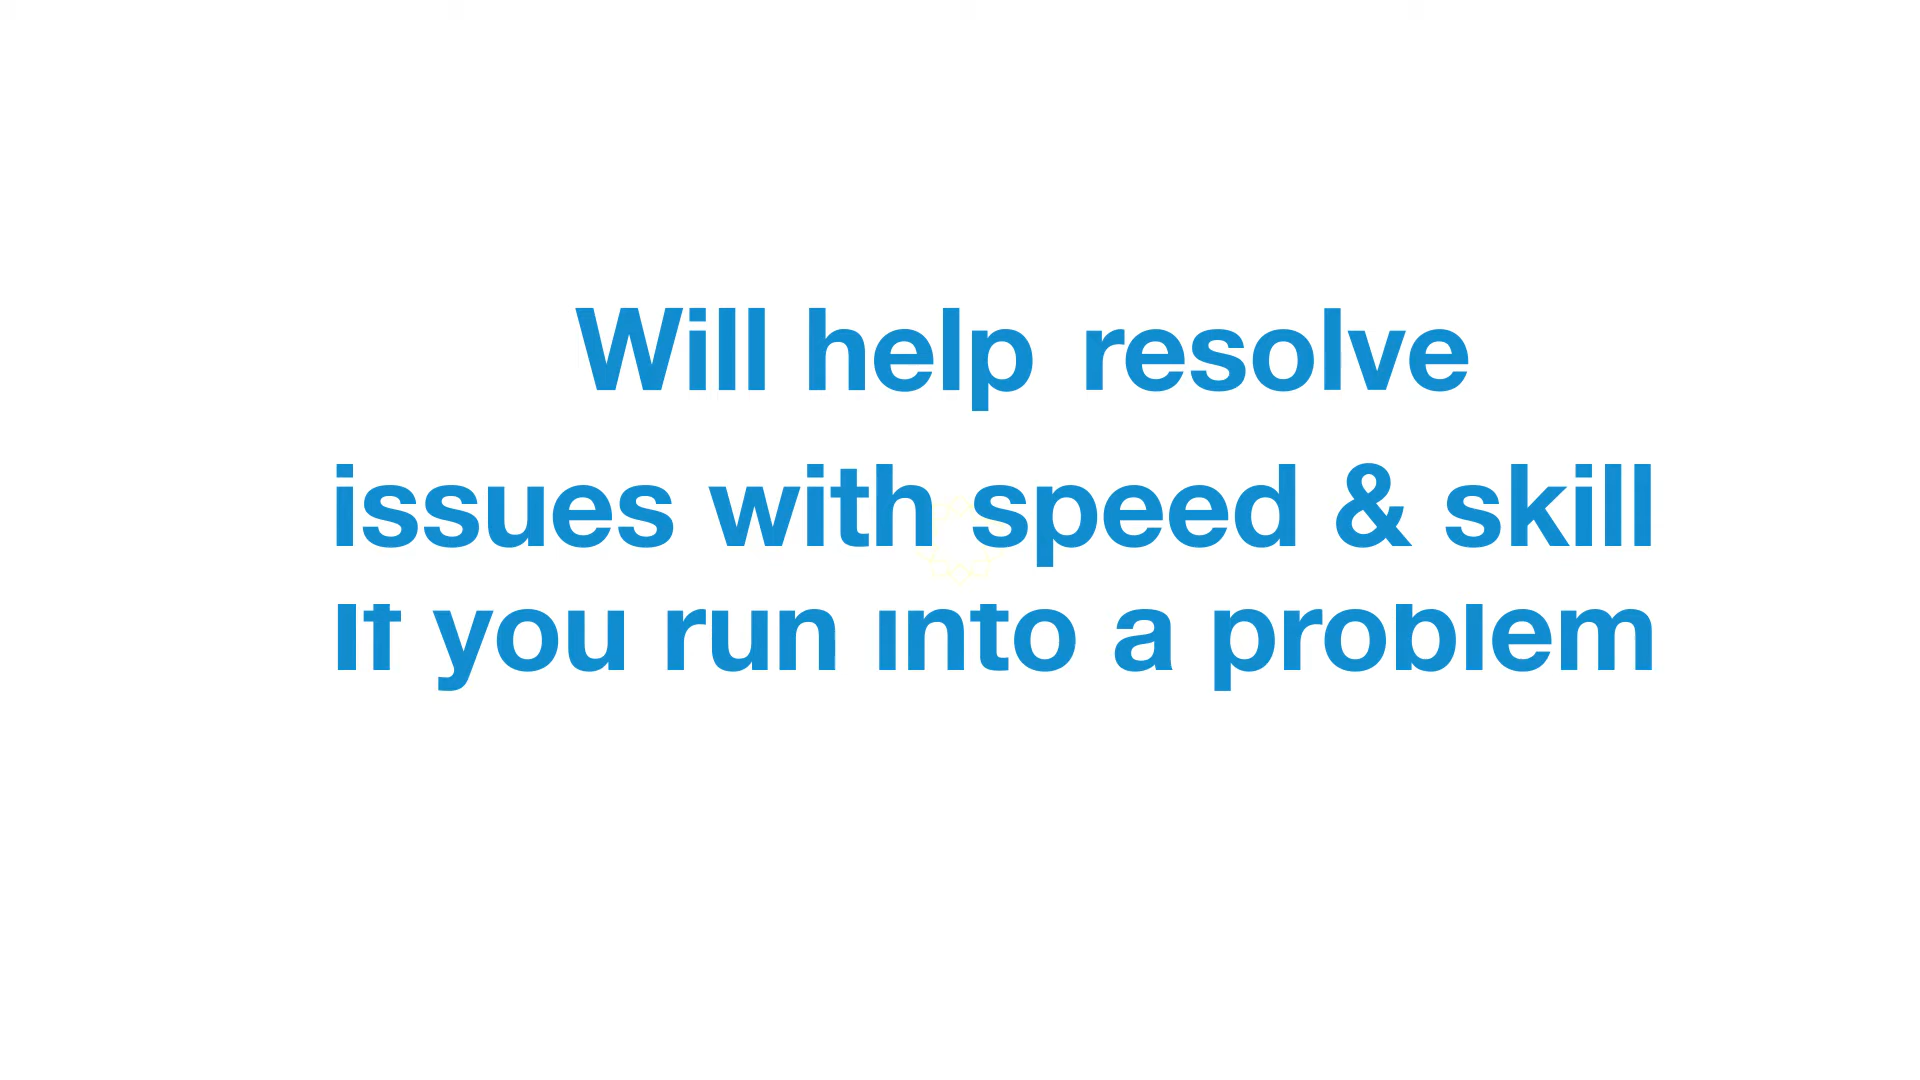 Will help resolve
issues with speed & skill
If you run into a problem